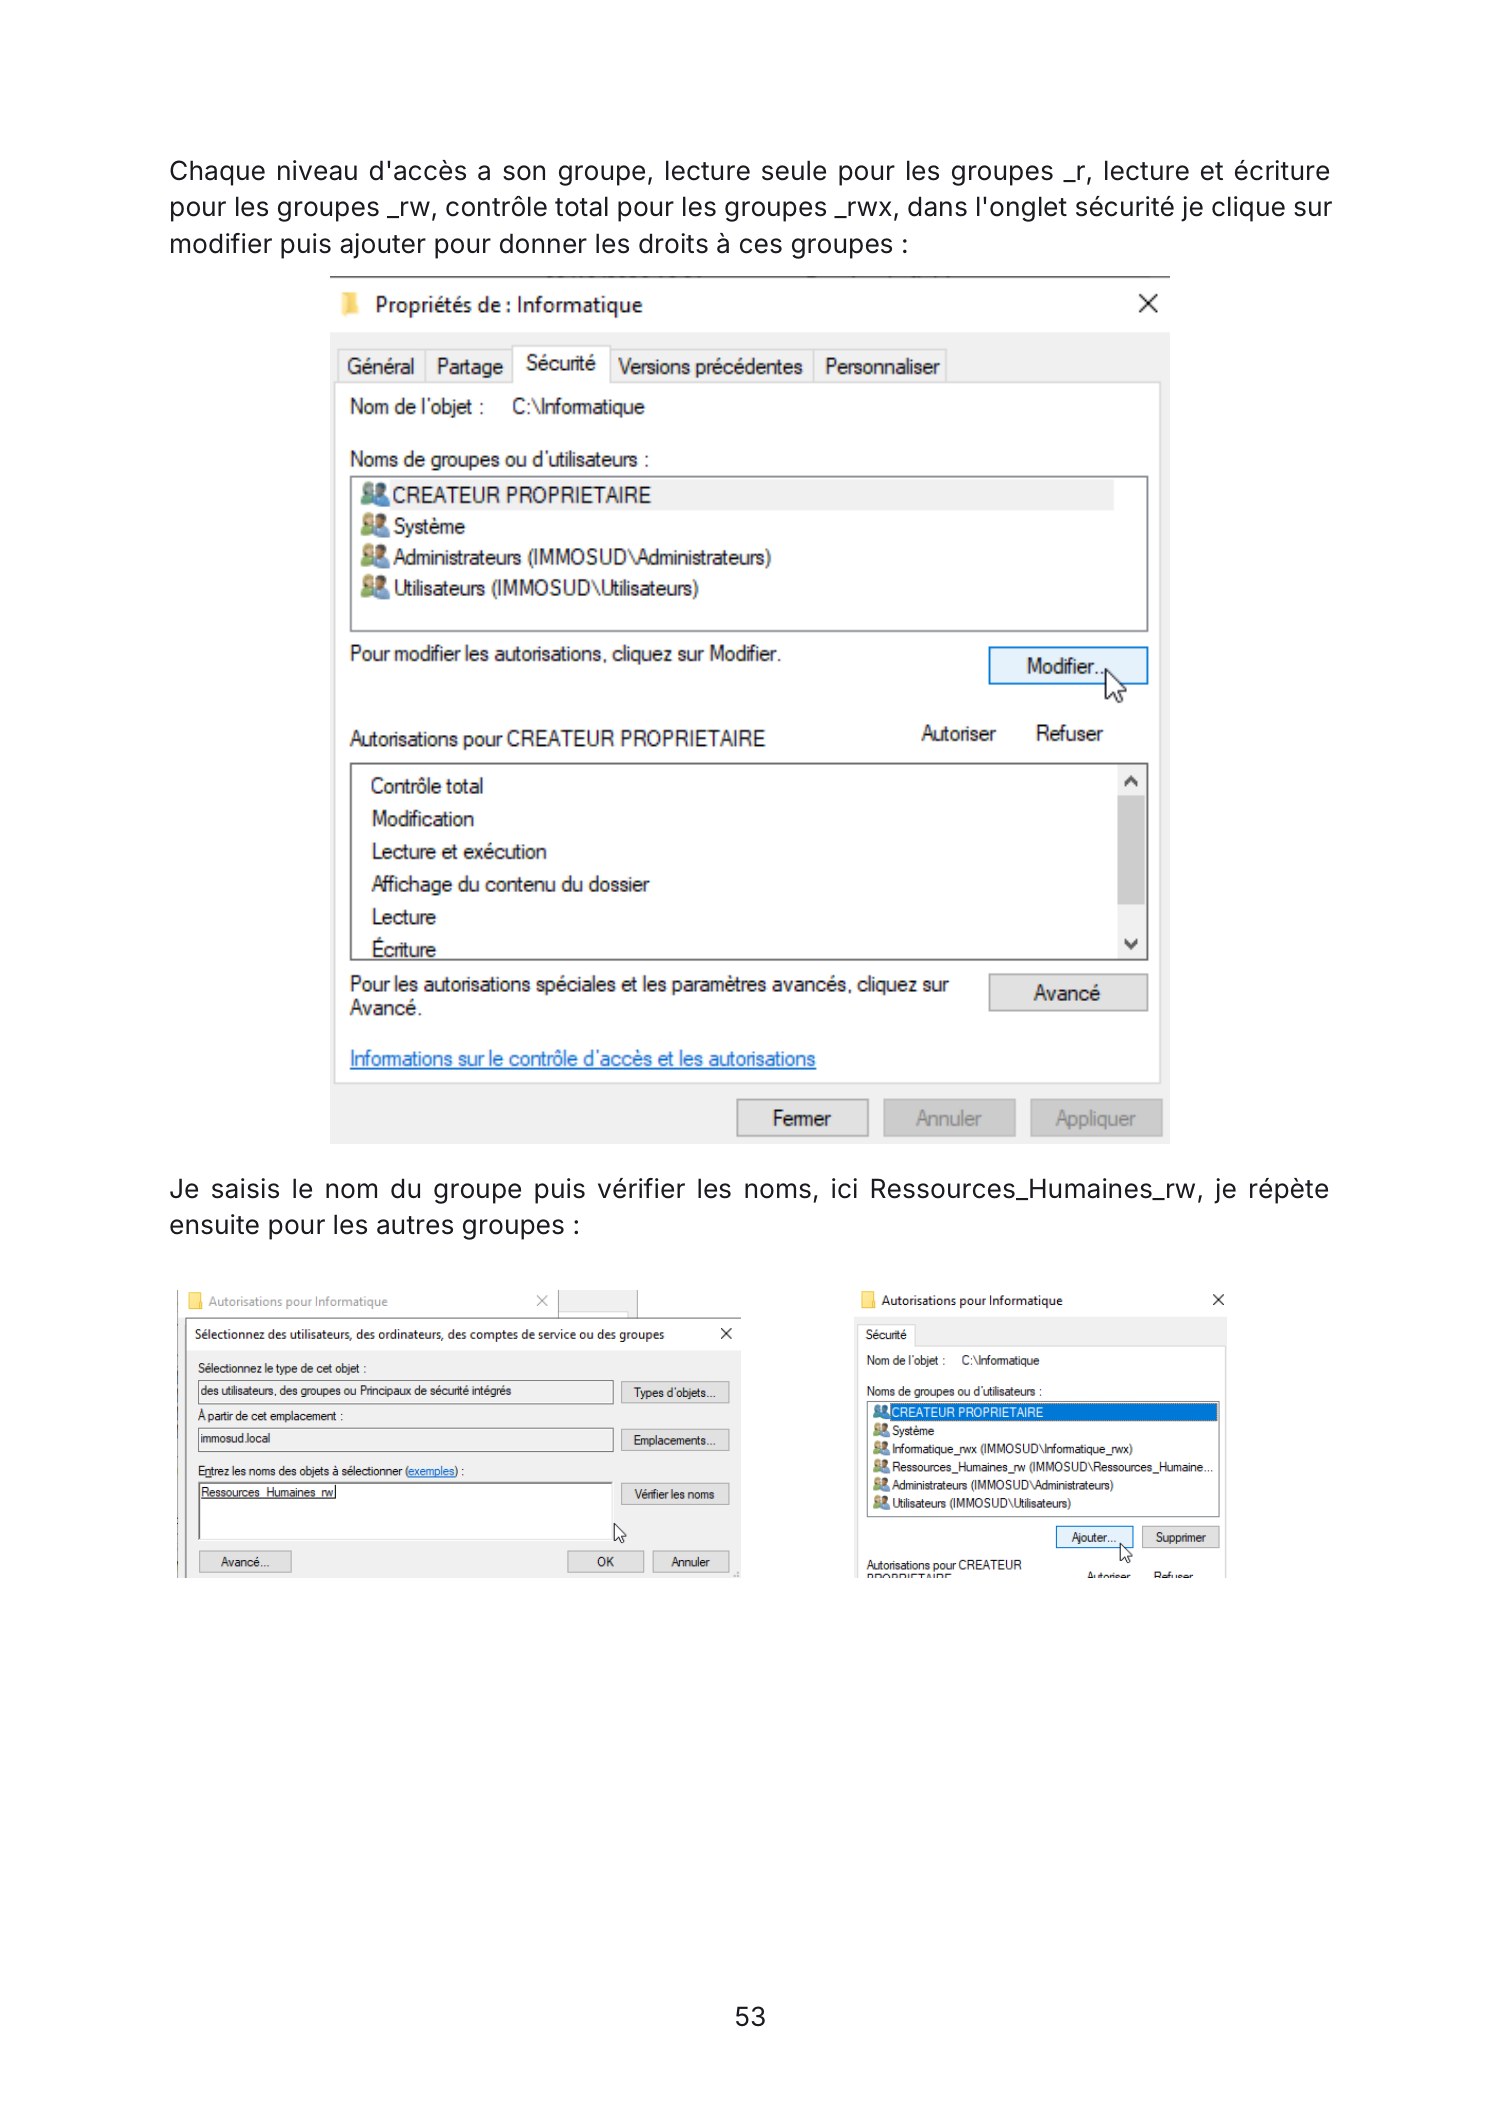 Chaque niveau d'accès a son groupe, lecture seule pour les groupes _r, lecture et écriture
pour les groupes _rw, contrôle total pour les groupes _rwx, dans l'onglet sécurité je clique sur
modifier puis ajouter pour donner les droits à ces groupes :
Propriétés de : Informatique
Général Partage Sécurité Versions précédentes Personnaliser
Nom de l'objet : C:\Informatique
Noms de groupes ou d'utilisateurs :
CREATEUR PROPRIETAIRE
Système
Administrateurs (IMMOSUD\Administrateurs)
Utilisateurs (IMMOSUD\Utilisateurs)
Pour modifier les autorisations, cliquez sur Modifier.
Modifier...
Autorisations pour CREATEUR PROPRIETAIRE Autoriser Refuser
Contrôle total
Modification
Lecture et exécution
Affichage du contenu du dossier
Lecture
Écriture
Pour les autorisations spéciales et les paramètres avancés, cliquez sur
Avancé.
Avancé
Informations sur le contrôle d'accès et les autorisations
Fermer Annuler Appliquer
Je saisis le nom du groupe puis vérifier les noms, ici Ressources_Humaines_rw, je répète
ensuite pour les autres groupes :
Autorisations pour Informatique
Sélectionnez des utilisateurs, des ordinateurs, des comptes de service ou des groupes
Sélectionnez le type de cet objet :
des utilisateurs, des groupes ou Principaux de sécurité intégrés Types d'objets...
À partir de cet emplacement :
immosud.local Emplacements...
Entrez les noms des objets à sélectionner (exemples) :
Ressources_Humaines_rw Vérifier les noms
Avancé... OK Annuler
Autorisations pour Informatique
Sécurité
Nom de l'objet : C:\Informatique
Noms de groupes ou d'utilisateurs :
CREATEUR PROPRIETAIRE
Système
Informatique_rwx (IMMOSUD\Informatique_rwx)
Ressources_Humaines_rw (IMMOSUD\Ressources_Humaine...
Administrateurs (IMMOSUD\Administrateurs)
Utilisateurs (IMMOSUD\Utilisateurs)
Ajouter... Supprimer
Autorisations pour CREATEUR
PROPRIETAIRE Autoriser Refuser
53